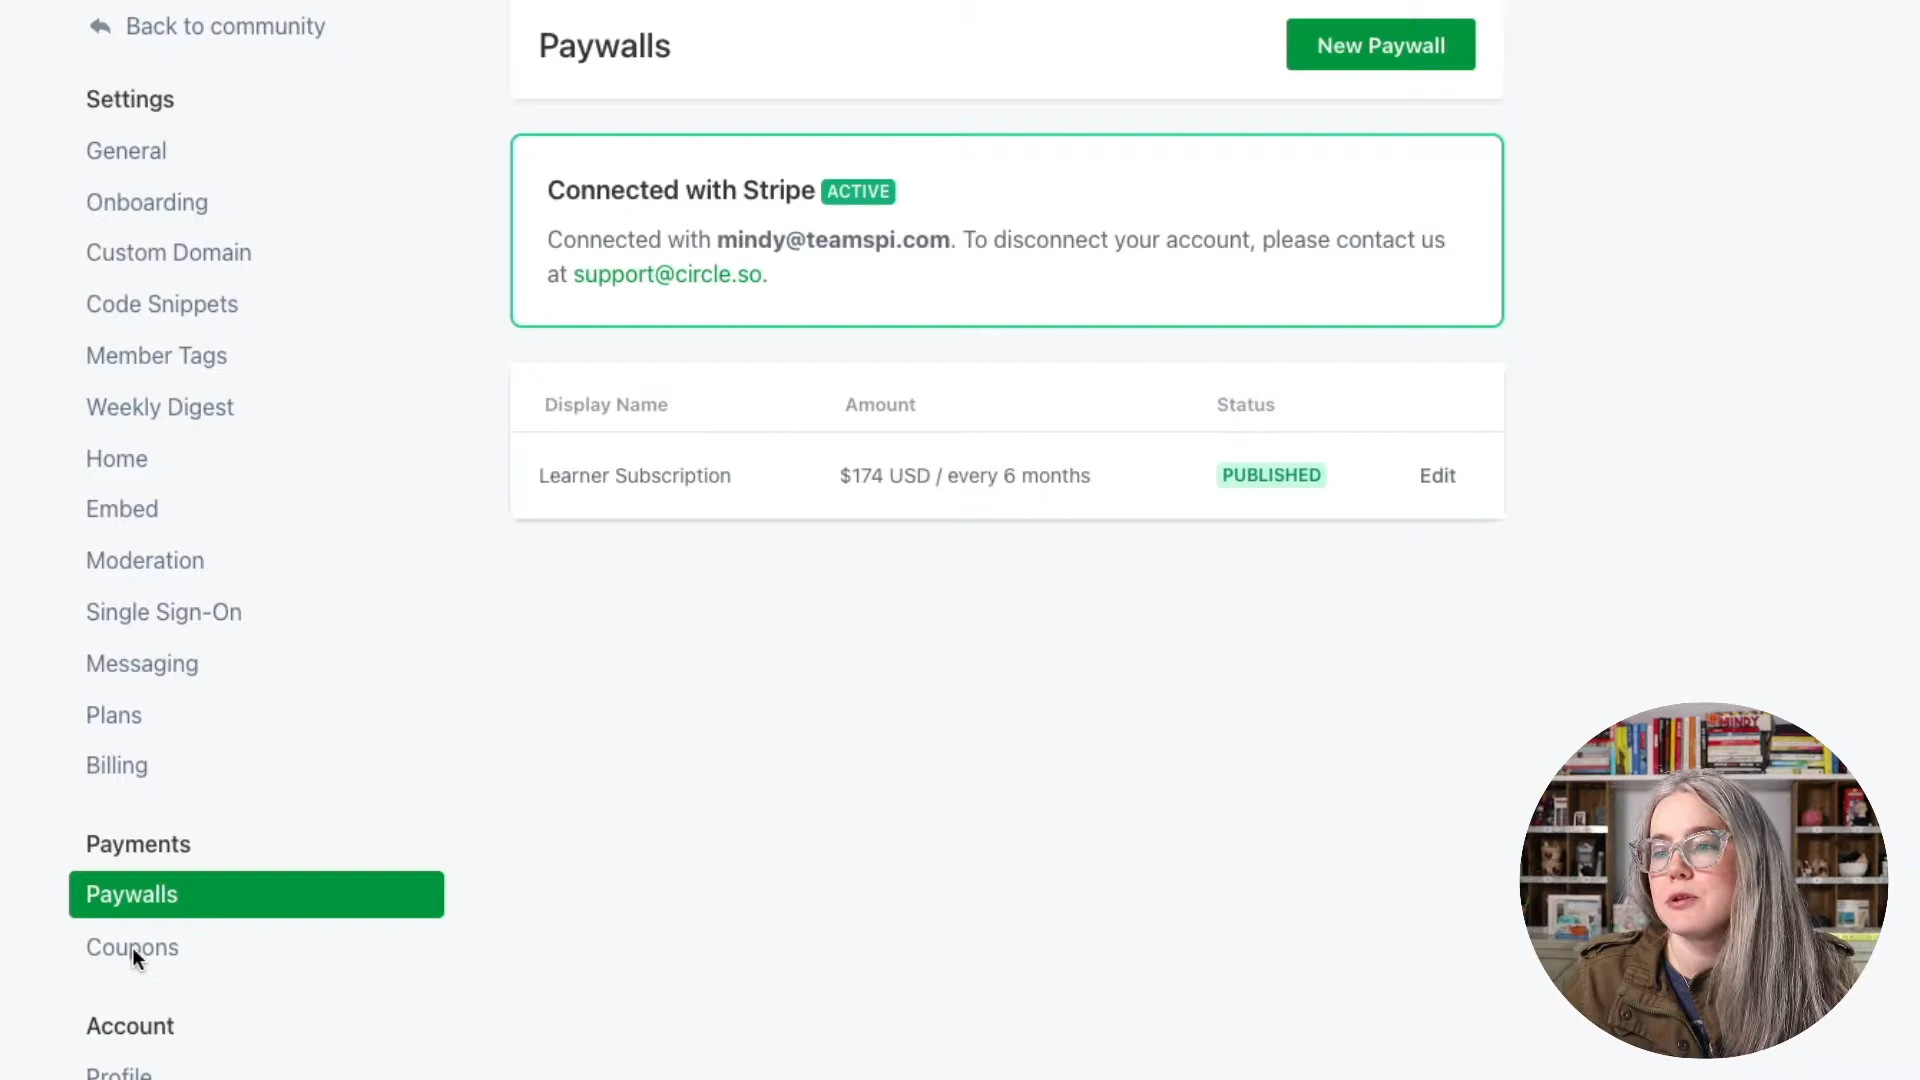 Back to community
Settings
General
Onboarding
Custom Domain
Code Snippets
Member Tags
Weekly Digest
Home
Embed
Moderation
Single Sign-On
Messaging
Plans
Billing
Payments
Paywalls
Coupons
Account
Profile
Paywalls
New Paywall
Connected with Stripe ACTIVE
Connected with mindy@teamspi.com. To disconnect your account, please contact us
at support@circle.so.
Display Name Amount Status
Learner Subscription $174 USD / every 6 months PUBLISHED Edit
MINDY